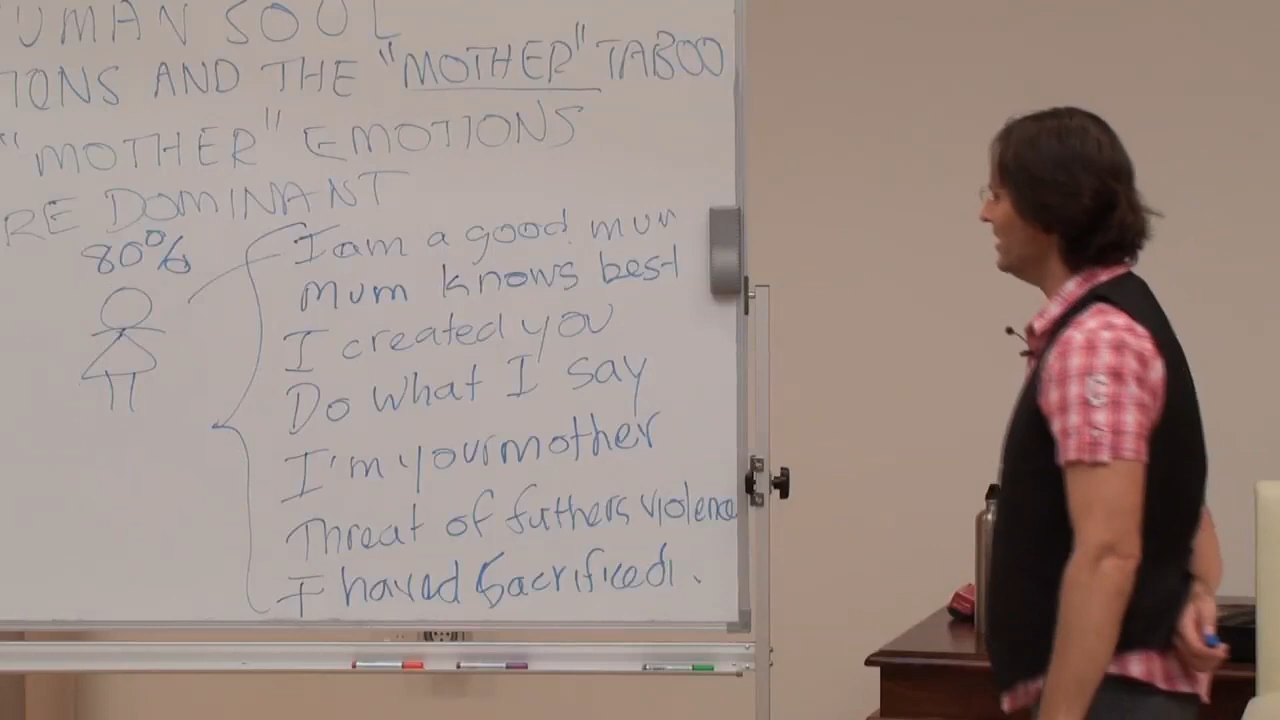 UMAN SOUL
IONS AND THE "MOTHER" TABOO
"MOTHER" EMOTIONS
RE DOMINANT
80%
I am a good mum
Mum knows best
I created you
Do what I say
I'm your mother
Threat of fathers violence
I haved Sacrificed